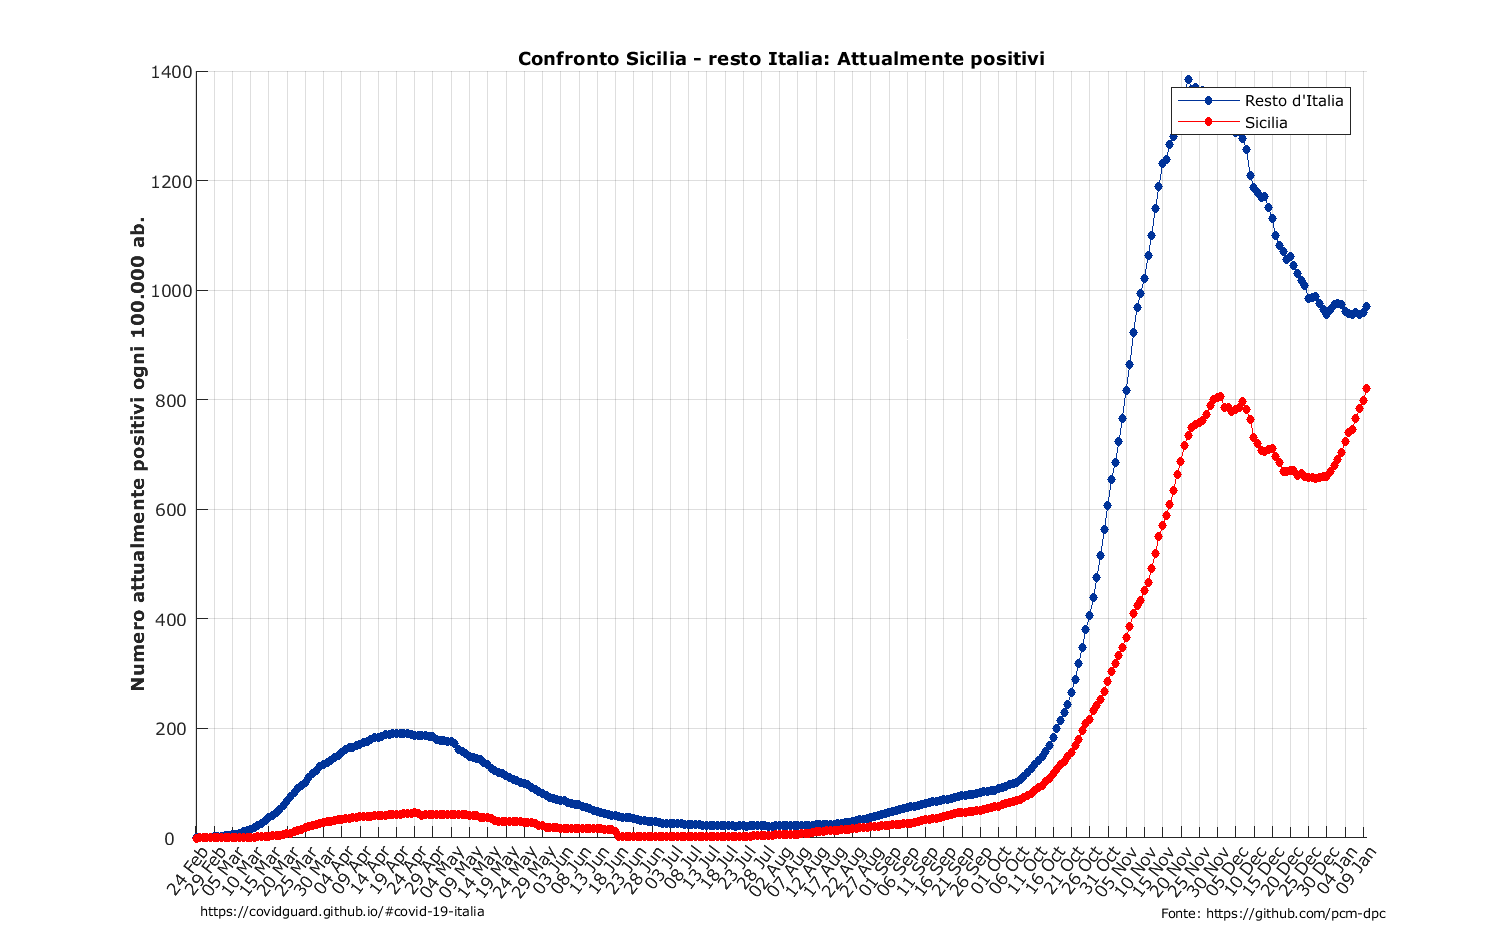 Confronto Sicilia - resto Italia: Attualmente positivi
Numero attualmente positivi ogni 100.000 ab.
1400
1200
1000
800
600
400
200
0
Resto d'Italia
Sicilia
24 Feb
29 Feb
05 Mar
10 Mar
15 Mar
20 Mar
25 Mar
30 Mar
04 Apr
09 Apr
14 Apr
19 Apr
24 Apr
29 Apr
04 May
09 May
14 May
19 May
24 May
29 May
03 Jun
08 Jun
13 Jun
18 Jun
23 Jun
28 Jun
03 Jul
08 Jul
13 Jul
18 Jul
23 Jul
28 Jul
02 Aug
07 Aug
12 Aug
17 Aug
22 Aug
27 Aug
01 Sep
06 Sep
11 Sep
16 Sep
21 Sep
26 Sep
01 Oct
06 Oct
11 Oct
16 Oct
21 Oct
26 Oct
31 Oct
05 Nov
10 Nov
15 Nov
20 Nov
25 Nov
30 Nov
05 Dec
10 Dec
15 Dec
20 Dec
25 Dec
30 Dec
04 Jan
09 Jan
https://covidguard.github.io/#covid-19-italia
Fonte: https://github.com/pcm-dpc